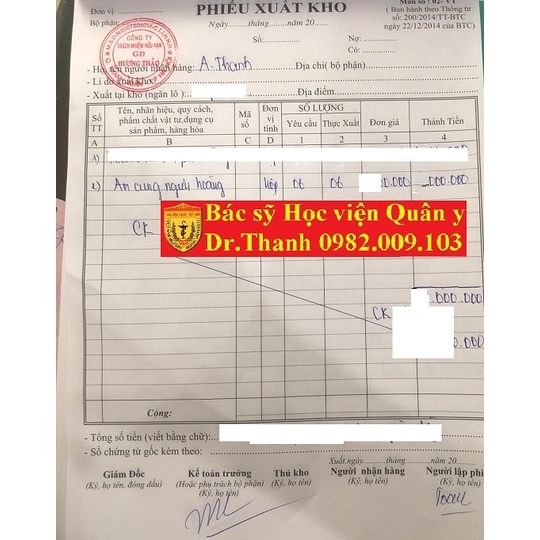 Đơn vị:
Bộ phận:
PHIẾU XUẤT KHO
Mẫu số : 02- VT
( Ban hành theo Thông tư
số: 200/2014/TT-BTC
ngày 22/12/2014 của BTC)
Ngày......tháng......năm 20.....
Số:
Nợ:
Có:
CÔNG TY
TRÁCH NHIỆM HỮU HẠN
GĐ
HƯƠNG THẢO
- Họ, tên người nhận hàng: A. Thanh Địa chỉ (bộ phận)
- Lí do xuất kho:
- Xuất tại kho (ngăn lô) Địa điểm
Số TT
Tên, nhãn hiệu, quy cách, phẩm chất vật tư,dụng cụ sản phẩm, hàng hóa
Mã số
Đơn vị tính
SỐ LƯỢNG
Yêu cầu
Thực Xuất
Đơn giá
Thành Tiền
A B C D 1 2 3 4
1)
2) An cung ngưu hoàng hộp 06 06 00.000 .000.000
CK
Bác sỹ Học viện Quân y
Dr.Thanh 0982.009.103
.000.000
CK
0.000
Cộng:
- Tổng số tiền (viết bằng chữ):
- Số chứng từ gốc kèm theo:
Xuất,ngày......tháng......năm 20...
Giám Đốc Kế toán trưởng Thủ kho Người nhận hàng Người lập phi
(Ký, họ tên, đóng dấu) (Hoặc phụ trách bộ phận) (Ký, họ tên) (Ký, họ tên) (Ký, họ tên)
(Ký, họ tên)